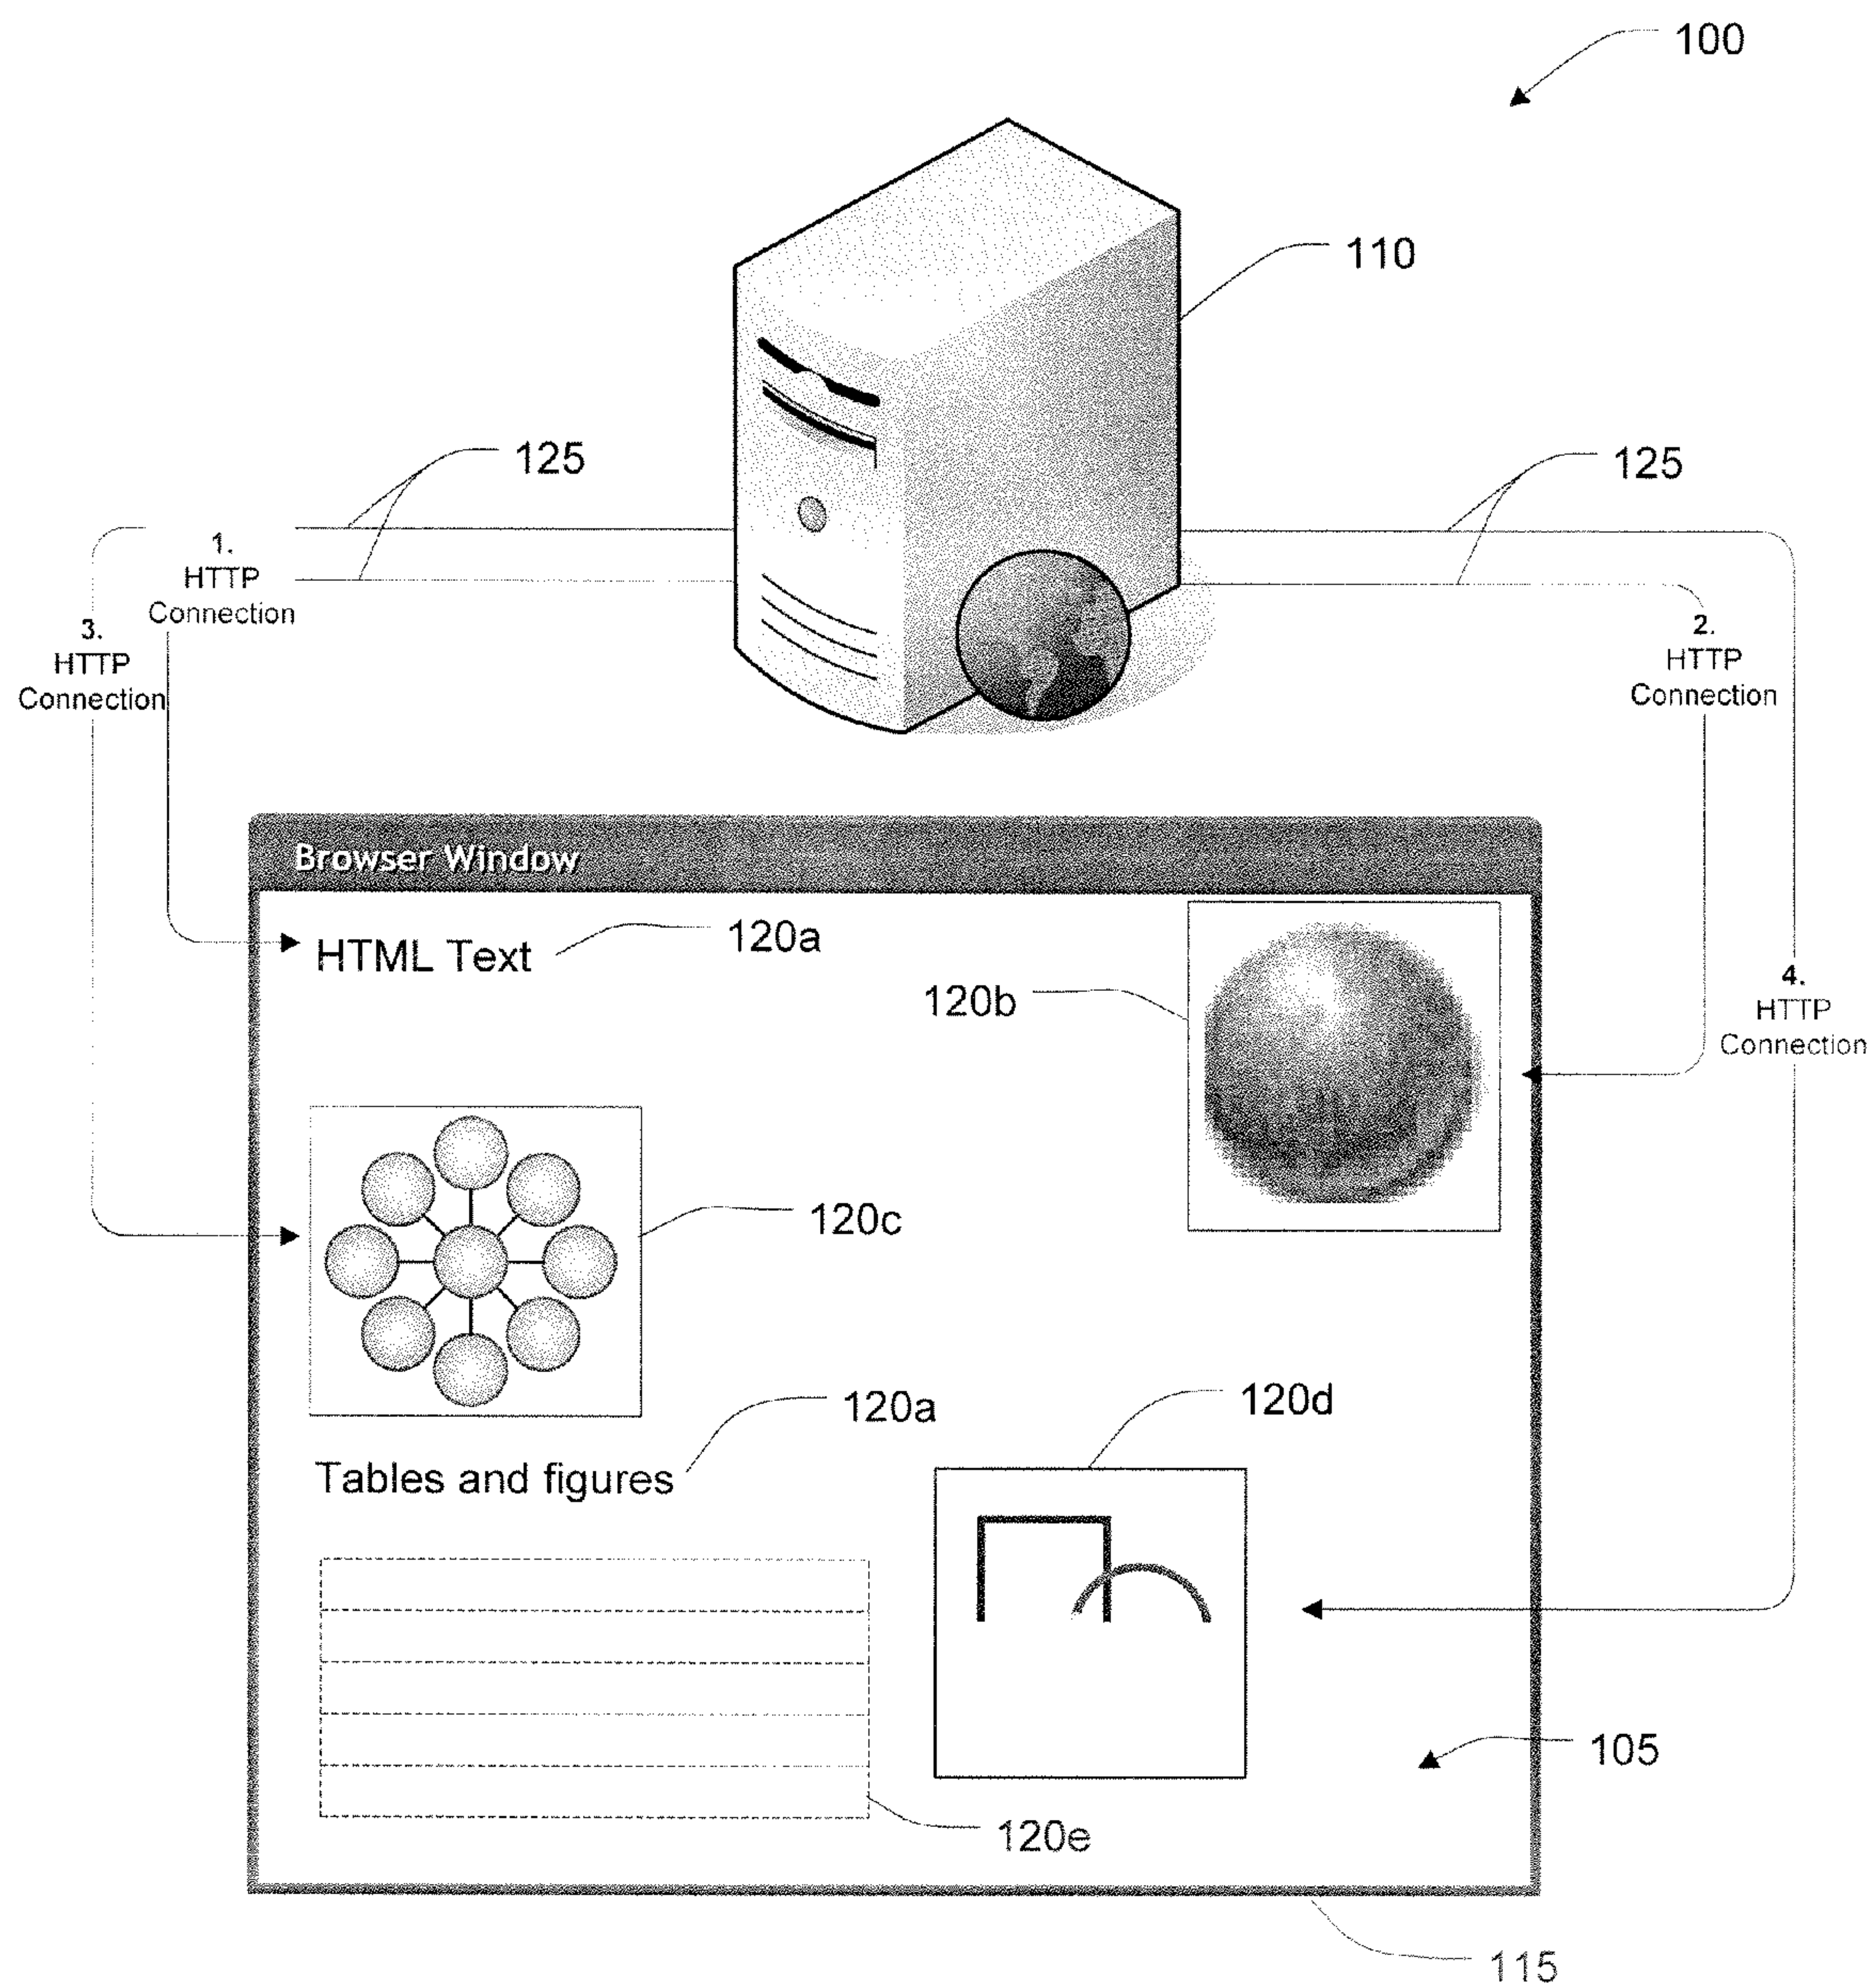 100
110
125
125
1.
HTTP
Connection
3.
HTTP
Connection
2.
HTTP
Connection
Browser Window
HTML Text
120a
120b
4.
HTTP
Connection
120c
120a
120d
Tables and figures
105
120e
115